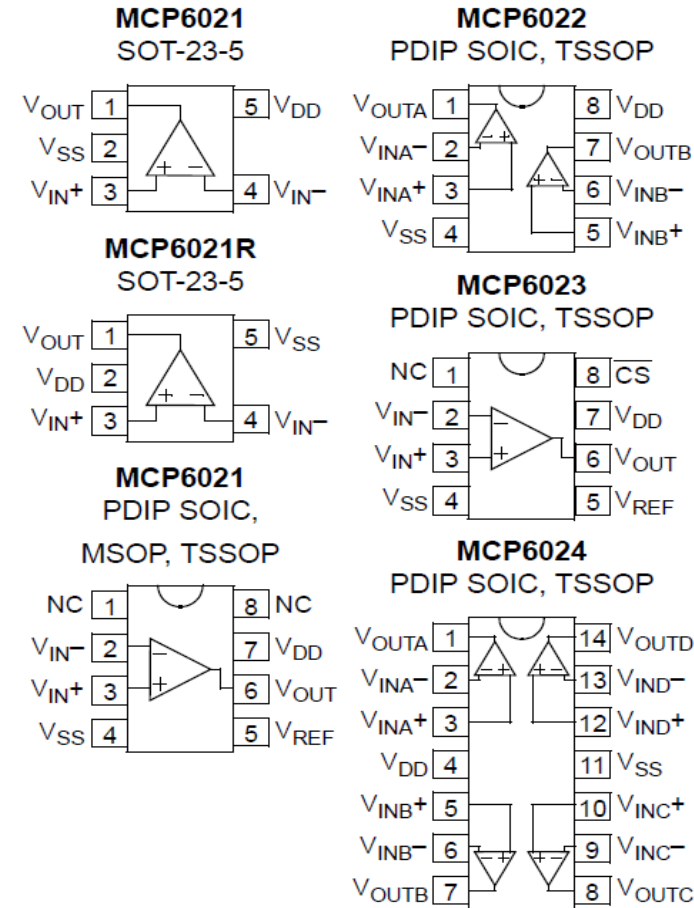 MCP6021
SOT-23-5
VOUT 1 5 VDD
VSS 2
VIN+ 3 4 VIN–
MCP6021R
SOT-23-5
VOUT 1 5 VSS
VDD 2
VIN+ 3 4 VIN–
MCP6021
PDIP SOIC,
MSOP, TSSOP
NC 1 8 NC
VIN– 2 7 VDD
VIN+ 3 6 VOUT
VSS 4 5 VREF
MCP6022
PDIP SOIC, TSSOP
VOUTA 1 8 VDD
VINA– 2 7 VOUTB
VINA+ 3 6 VINB–
VSS 4 5 VINB+
MCP6023
PDIP SOIC, TSSOP
NC 1 8 C̅S̅
VIN– 2 7 VDD
VIN+ 3 6 VOUT
VSS 4 5 VREF
MCP6024
PDIP SOIC, TSSOP
VOUTA 1 14 VOUTD
VINA– 2 13 VIND–
VINA+ 3 12 VIND+
VDD 4 11 VSS
VINB+ 5 10 VINC+
VINB– 6 9 VINC–
VOUTB 7 8 VOUTC